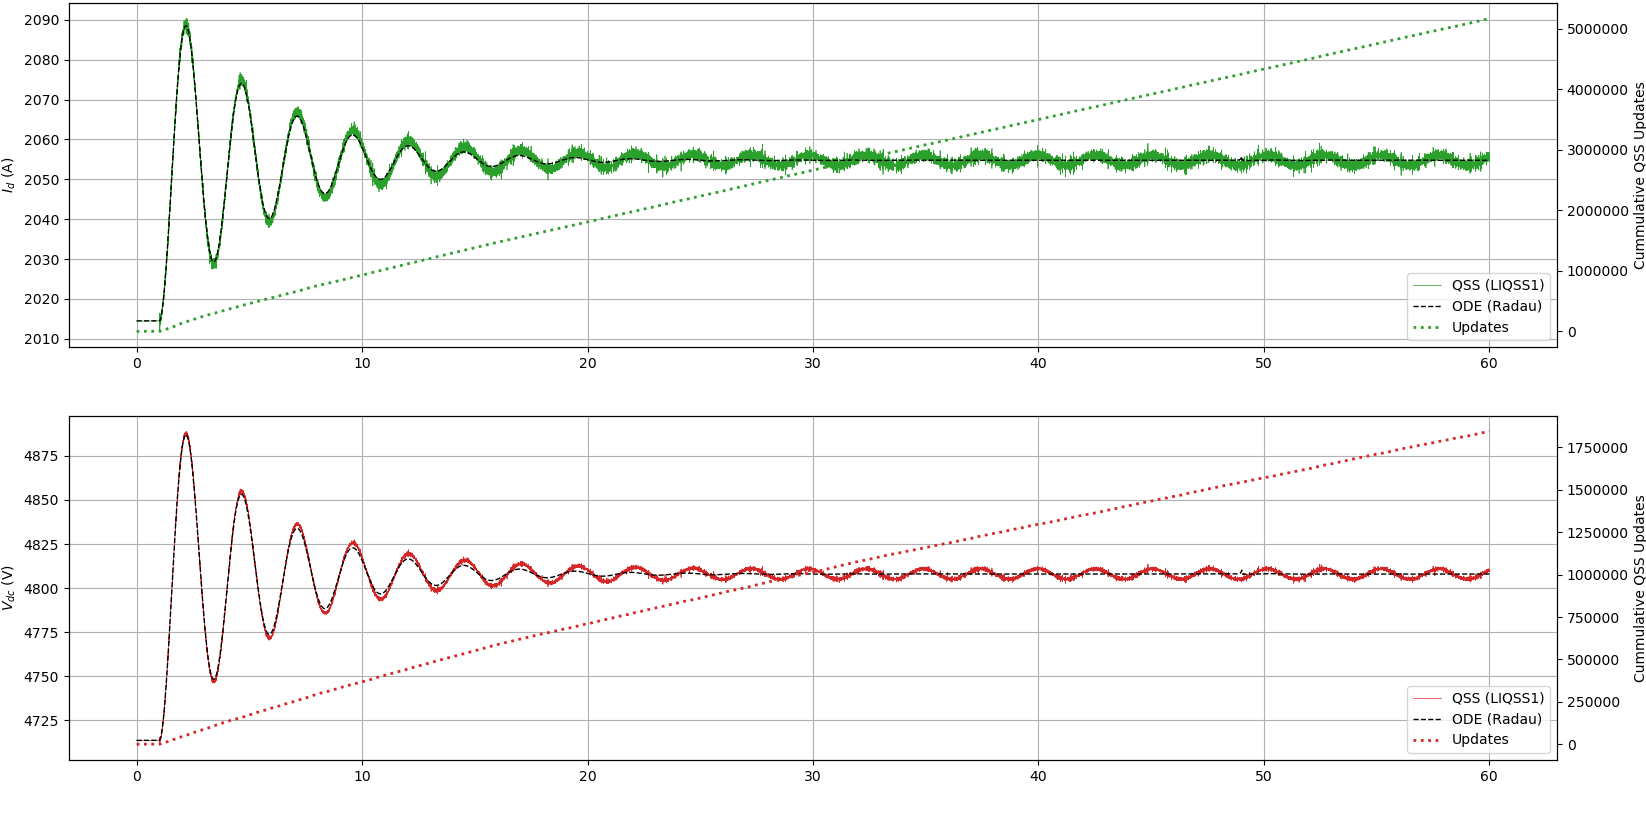 2090
2080
2070
2060
2050
2040
2030
2020
2010
I_d (A)
5000000
4000000
3000000
2000000
1000000
0
Cummulative QSS Updates
QSS (LIQSS1)
ODE (Radau)
Updates
0 10 20 30 40 50 60
4875
4850
4825
4800
4775
4750
4725
V_dc (V)
1750000
1500000
1250000
1000000
750000
500000
250000
0
Cummulative QSS Updates
QSS (LIQSS1)
ODE (Radau)
Updates
0 10 20 30 40 50 60